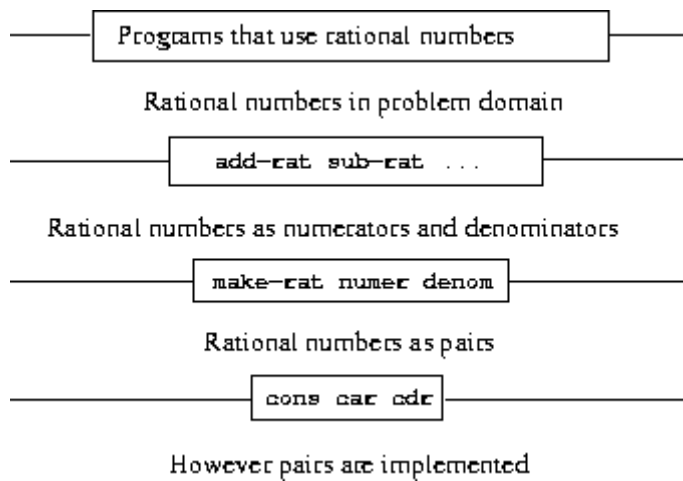 Programs that use rational numbers
Rational numbers in problem domain
add-rat sub-rat ...
Rational numbers as numerators and denominators
make-rat numer denom
Rational numbers as pairs
cons car cdr
However pairs are implemented